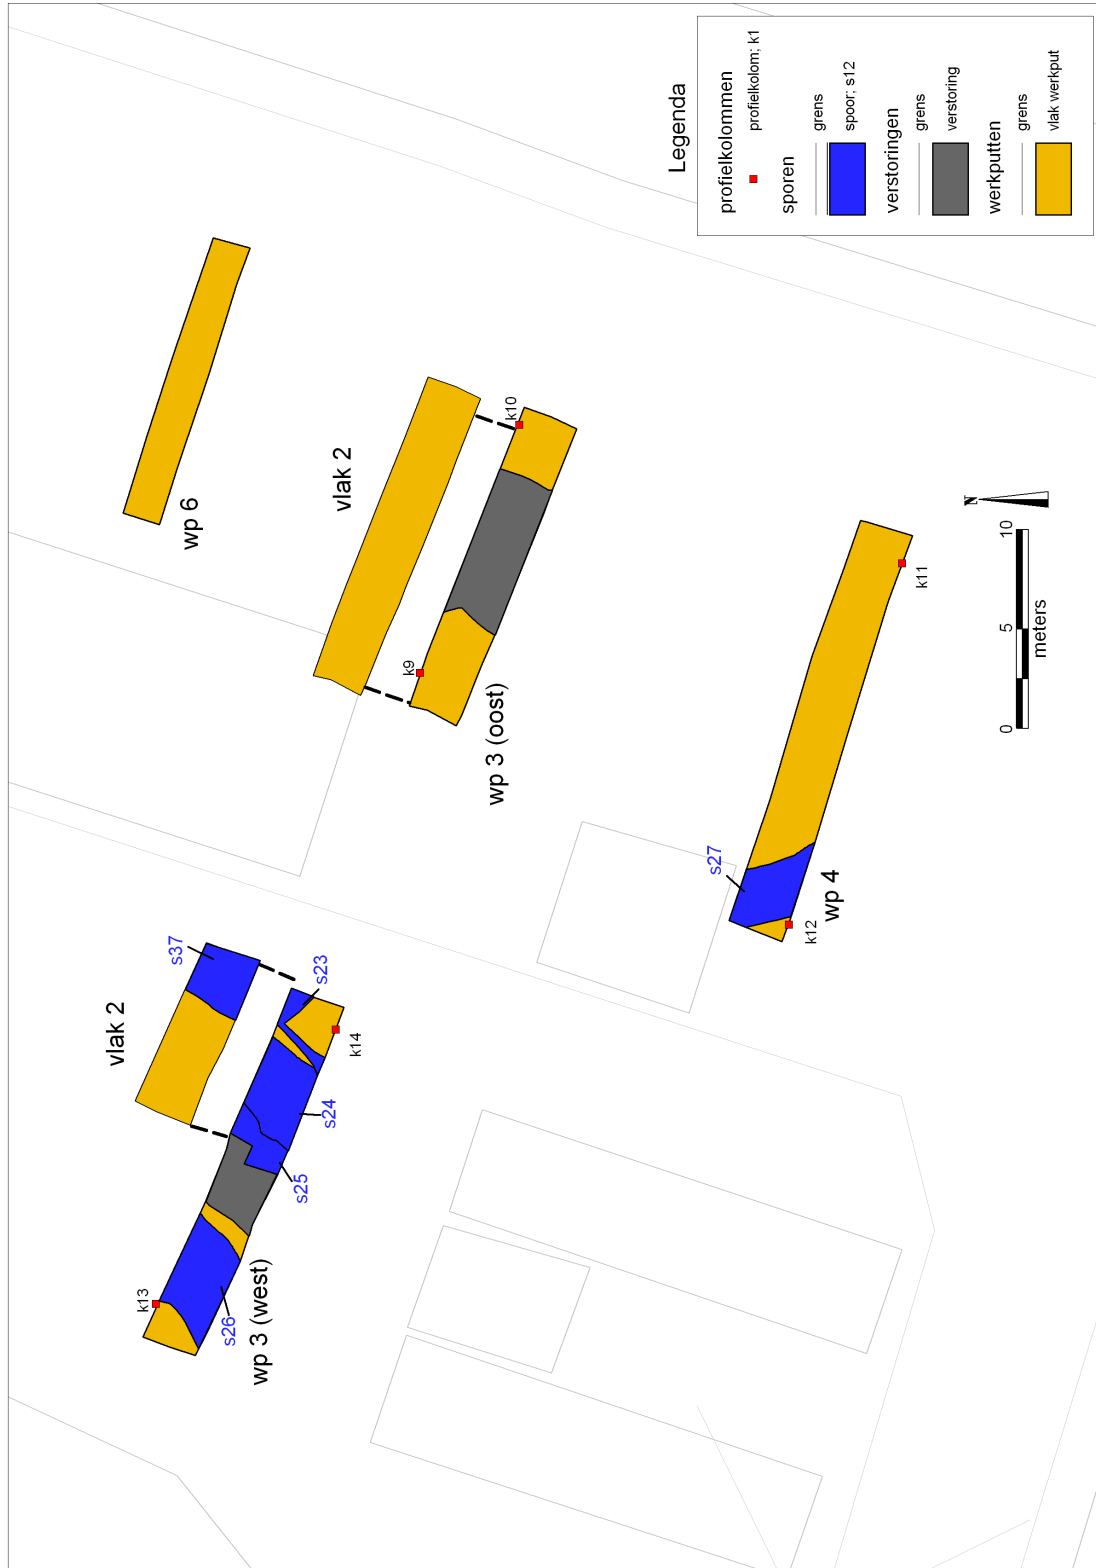 k13
s26
wp 3 (west)
s25
s24
k14
s23
vlak 2
s37
k12
wp 4
s27
k11
k9
wp 3 (oost)
k10
vlak 2
wp 6
N
0
5
10
meters
Legenda
profielkolommen
profielkolom; k1
sporen
grens
spoor; s12
verstoringen
grens
verstoring
werkputten
grens
vlak werkput